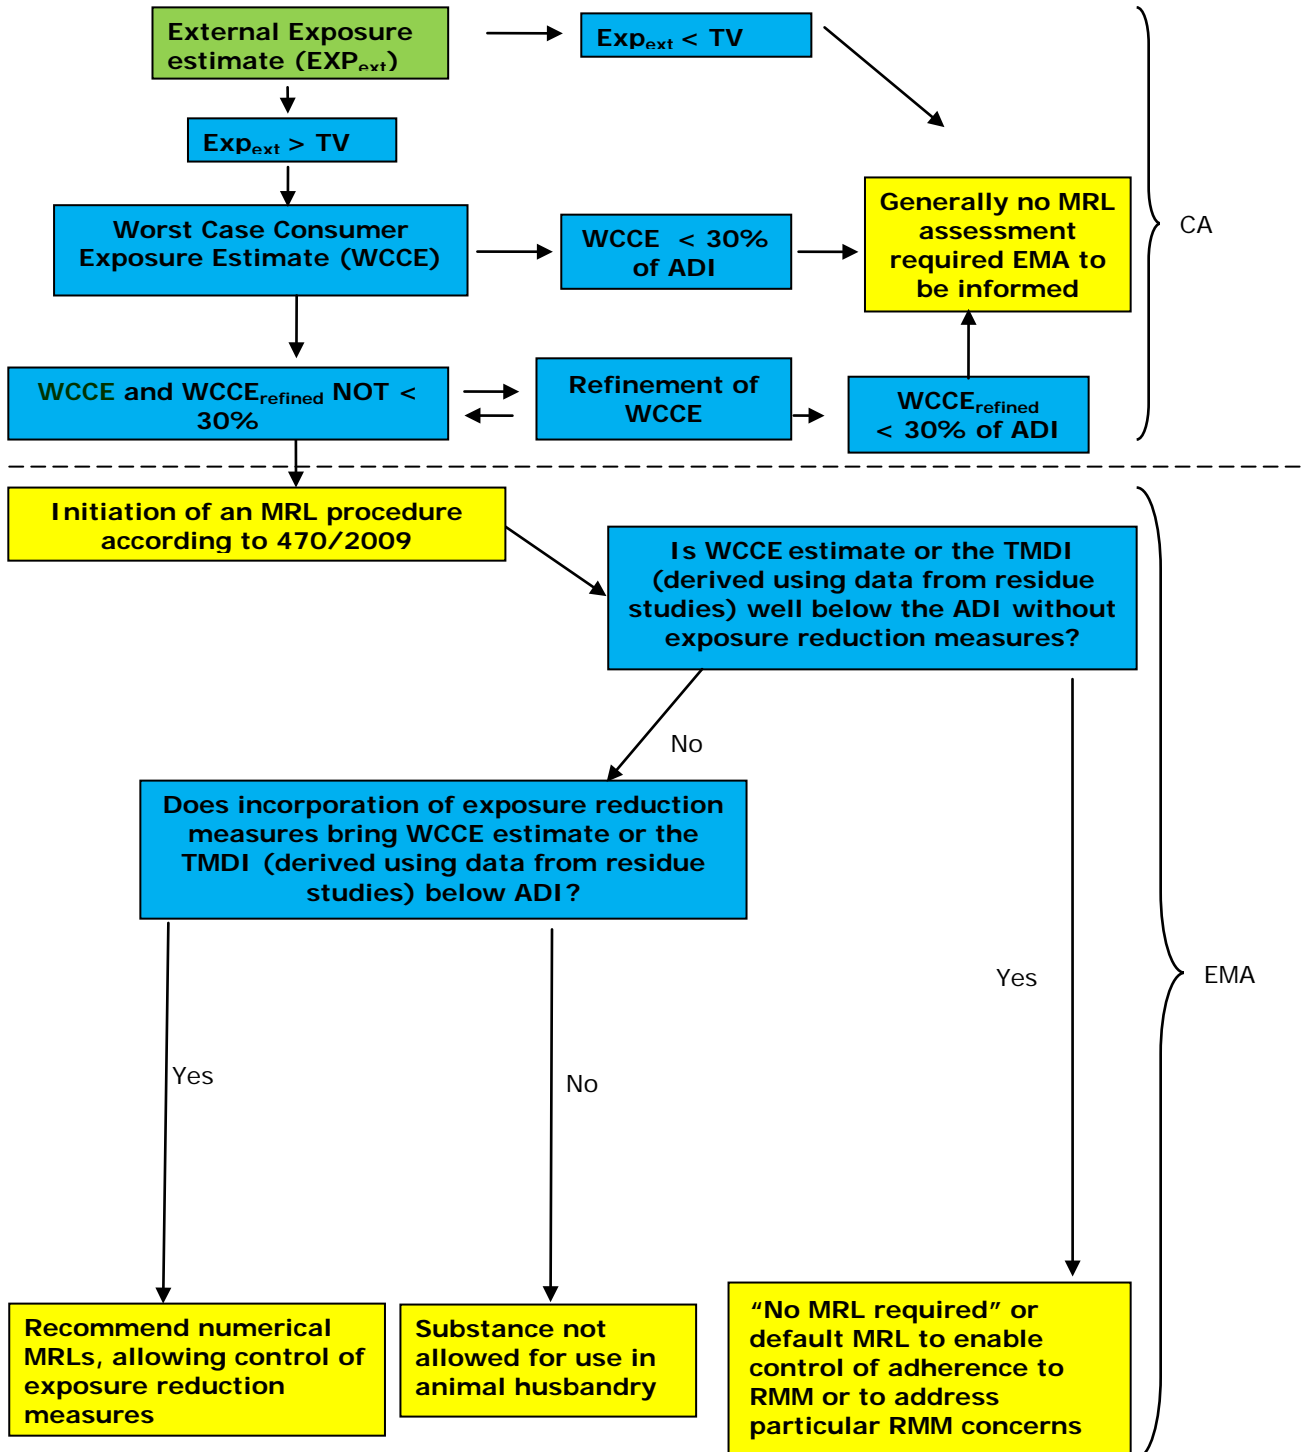 External Exposure
estimate (EXPext)
Expext < TV
Expext > TV
Worst Case Consumer
Exposure Estimate (WCCE)
WCCE < 30%
of ADI
Generally no MRL
assessment
required EMA to
be informed
CA
WCCE and WCCErefined NOT <
30%
Refinement of
WCCE
WCCErefined
< 30% of ADI
Initiation of an MRL procedure
according to 470/2009
Is WCCE estimate or the TMDI
(derived using data from residue
studies) well below the ADI without
exposure reduction measures?
No
Does incorporation of exposure reduction
measures bring WCCE estimate or the
TMDI (derived using data from residue
studies) below ADI?
Yes
EMA
Yes
No
Recommend numerical
MRLs, allowing control of
exposure reduction
measures
Substance not
allowed for use in
animal husbandry
“No MRL required” or
default MRL to enable
control of adherence to
RMM or to address
particular RMM concerns